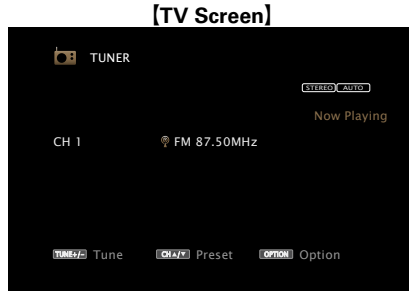 【TV Screen】
TUNER
STEREO AUTO
Now Playing
CH 1 FM 87.50MHz
TUNE+/- Tune CH▲/▼ Preset OPTION Option